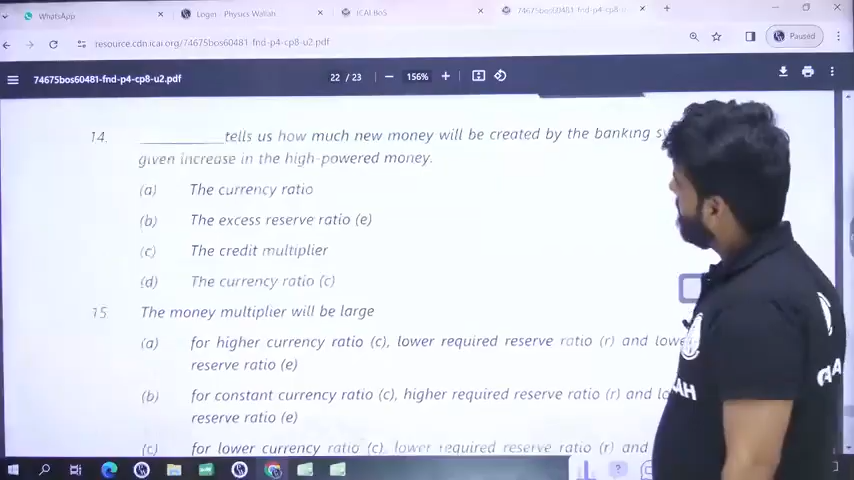 WhatsApp
Login - Physics Wallah
ICAI BoS
74675bos60481-fnd-p4-cp8-u
resource.cdn.icai.org/74675bos60481-fnd-p4-cp8-u2.pdf
Paused
74675bos60481-fnd-p4-cp8-u2.pdf
22 / 23
156%
14. ________ tells us how much new money will be created by the banking s
given increase in the high-powered money.
(a) The currency ratio
(b) The excess reserve ratio (e)
(c) The credit multiplier
(d) The currency ratio (c)
15 The money multiplier will be large
(a) for higher currency ratio (c), lower required reserve ratio (r) and lowe
reserve ratio (e)
(b) for constant currency ratio (c), higher required reserve ratio (r) and lo
reserve ratio (e)
(c) for lower currency ratio (c), lower required reserve ratio (r) and